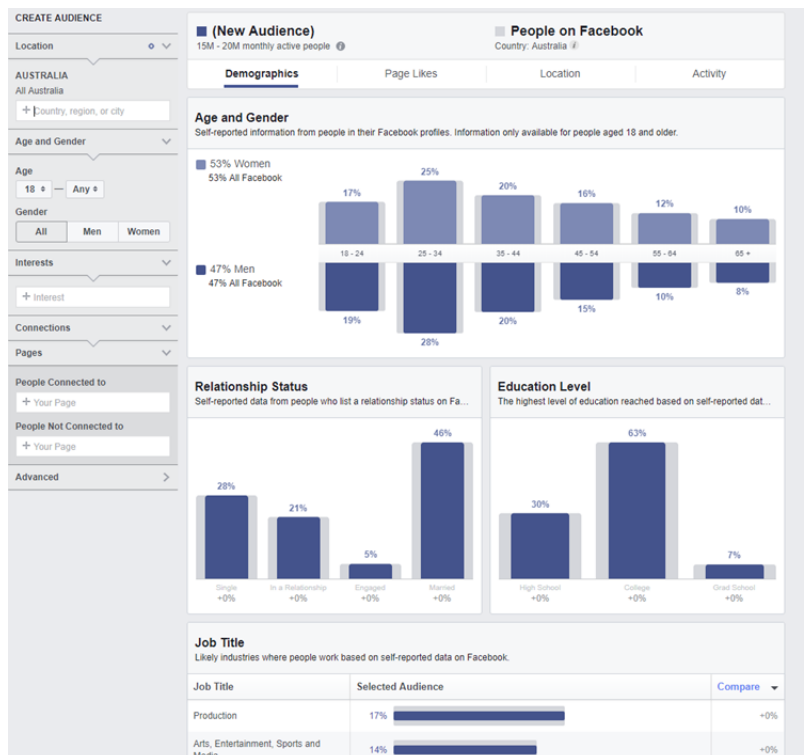 CREATE AUDIENCE
Location
AUSTRALIA
All Australia
+ Country, region, or city
Age and Gender
Age
18 — Any
Gender
All Men Women
Interests
+ Interest
Connections
Pages
People Connected to
+ Your Page
People Not Connected to
+ Your Page
Advanced
(New Audience)
15M - 20M monthly active people
People on Facebook
Country: Australia
Demographics Page Likes Location Activity
Age and Gender
Self-reported information from people in their Facebook profiles. Information only available for people aged 18 and older.
53% Women
53% All Facebook
17% 25% 20% 16% 12% 10%
18 - 24 25 - 34 35 - 44 45 - 54 55 - 64 65 +
47% Men
47% All Facebook
19% 28% 20% 15% 10% 8%
Relationship Status
Self-reported data from people who list a relationship status on Fa...
28% 21% 5% 46%
Single In a Relationship Engaged Married
+0% +0% +0% +0%
Education Level
The highest level of education reached based on self-reported dat...
30% 63% 7%
High School College Grad School
+0% +0% +0%
Job Title
Likely industries where people work based on self-reported data on Facebook.
Job Title Selected Audience Compare
Production 17% +0%
Arts, Entertainment, Sports and
Media
14% +0%